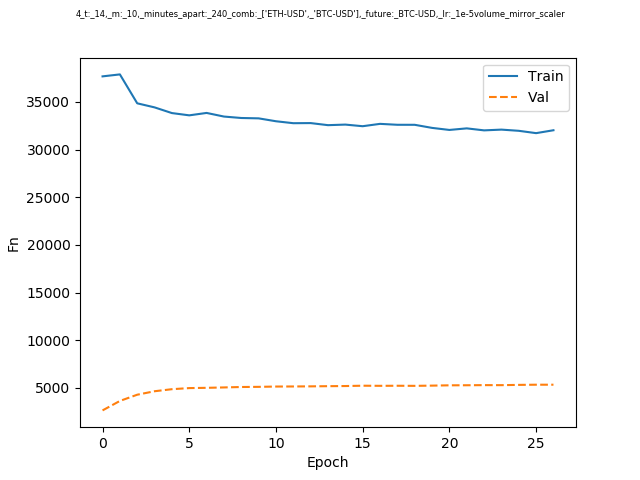 4_t:_14,_m:_10,_minutes_apart:_240_comb:_['ETH-USD',_'BTC-USD'],_future:_BTC-USD,_lr:_1e-5volume_mirror_scaler
Train
Val
35000
30000
25000
20000
15000
10000
5000
Fn
0 5 10 15 20 25
Epoch